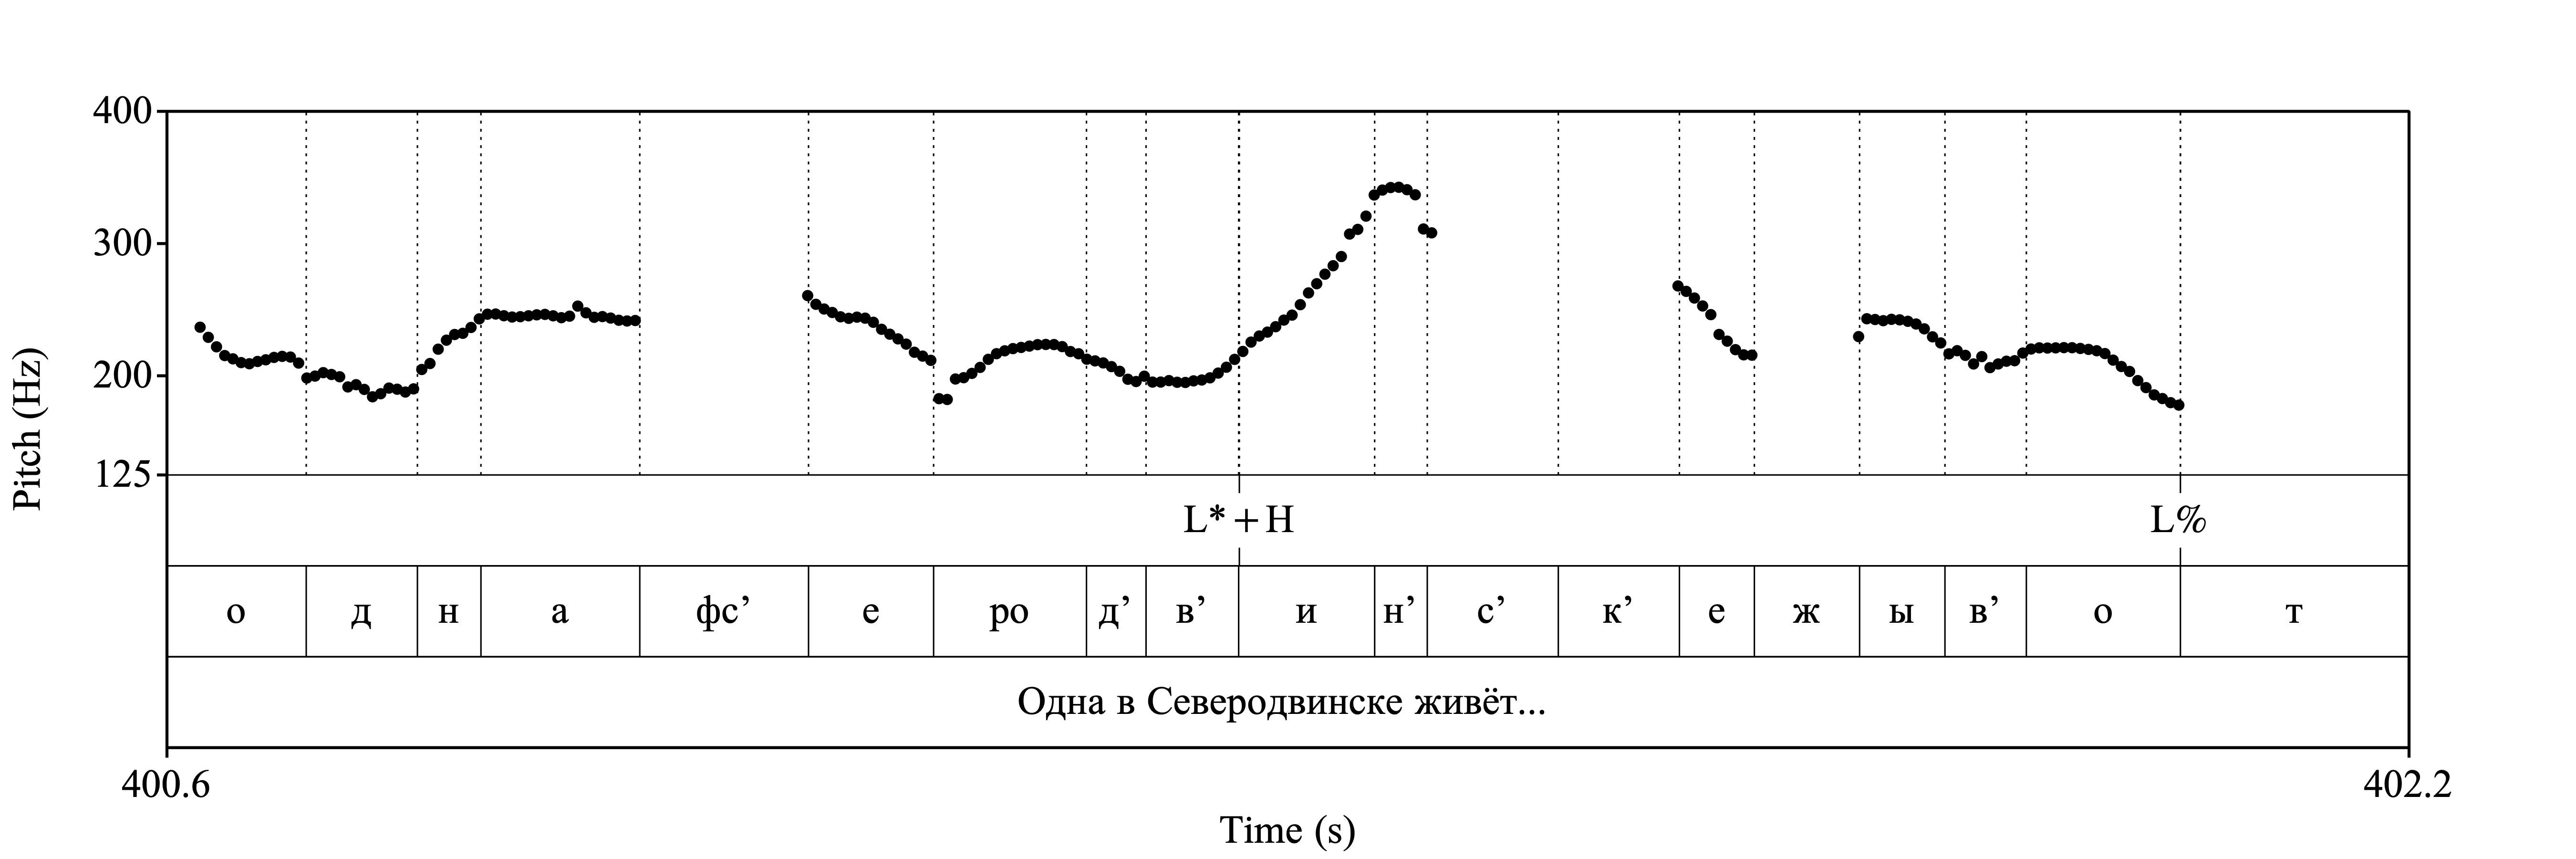 400
300
200
125
Pitch (Hz)
L*+H L%
о д н а фс’ е ро д’ в’ и н’ с’ к’ е ж ы в’ о т
Одна в Северодвинске живёт...
400.6 402.2
Time (s)